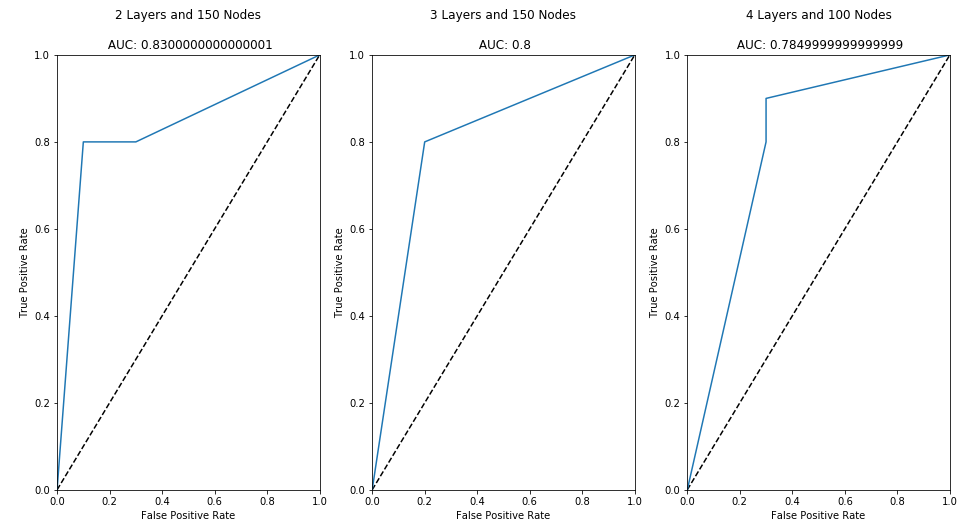 2 Layers and 150 Nodes
AUC: 0.8300000000000001
1.0
0.8
0.6
0.4
0.2
0.0
True Positive Rate
0.0 0.2 0.4 0.6 0.8 1.0
False Positive Rate
3 Layers and 150 Nodes
AUC: 0.8
1.0
0.8
0.6
0.4
0.2
0.0
True Positive Rate
0.0 0.2 0.4 0.6 0.8 1.0
False Positive Rate
4 Layers and 100 Nodes
AUC: 0.7849999999999999
1.0
0.8
0.6
0.4
0.2
0.0
True Positive Rate
0.0 0.2 0.4 0.6 0.8 1.0
False Positive Rate